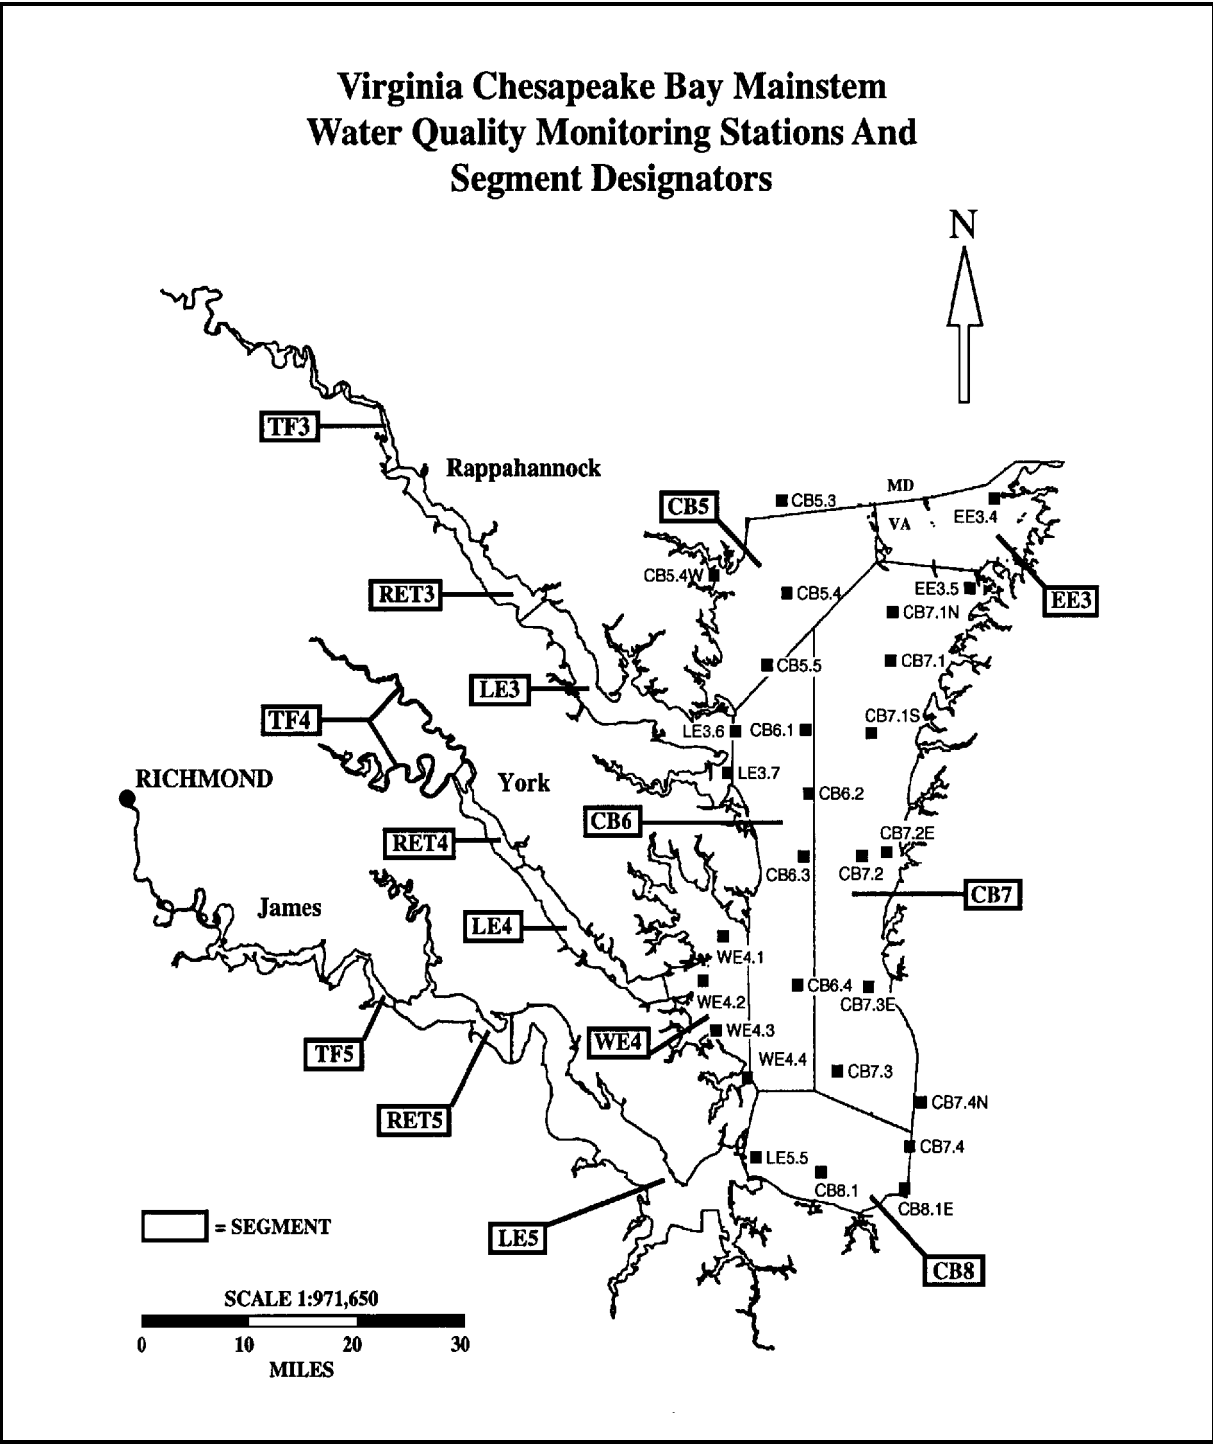 Virginia Chesapeake Bay Mainstem
Water Quality Monitoring Stations And
Segment Designators
N
TF3
Rappahannock
MD
CB5
CB5.3
VA
EE3.4
CB5.4W
RET3
CB5.4
EE3.5
EE3
CB7.1N
CB5.5
CB7.1
LE3
TF4
LE3.6
CB6.1
CB7.1S
RICHMOND
York
LE3.7
CB6.2
CB6
CB7.2E
RET4
CB6.3
CB7.2
CB7
James
LE4
WE4.1
CB6.4
WE4.2
CB7.3E
WE4
WE4.3
TF5
WE4.4
CB7.3
RET5
CB7.4N
CB7.4
LE5.5
CB8.1
CB8.1E
= SEGMENT
LE5
CB8
SCALE 1:971,650
0 10 20 30
MILES